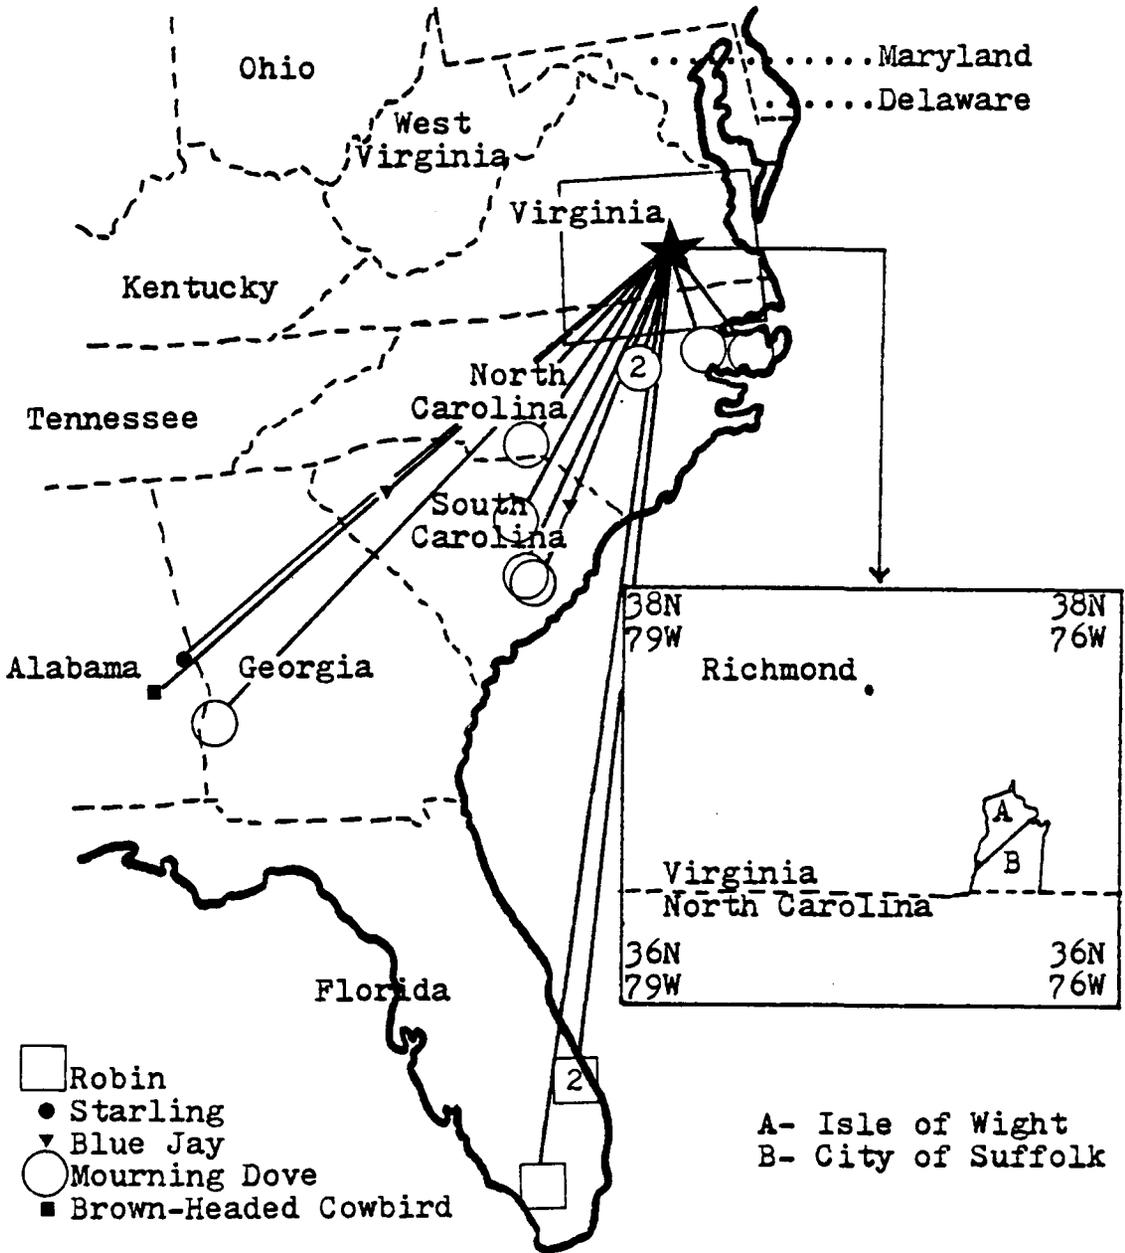 Ohio
Maryland
Delaware
West
Virginia
Virginia
Kentucky
North
Carolina
2
Tennessee
South
Carolina
Alabama
Georgia
38N
79W
38N
76W
Richmond
A
B
Virginia
North Carolina
36N
79W
36N
76W
Florida
2
Robin
Starling
Blue Jay
Mourning Dove
Brown-Headed Cowbird
A- Isle of Wight
B- City of Suffolk